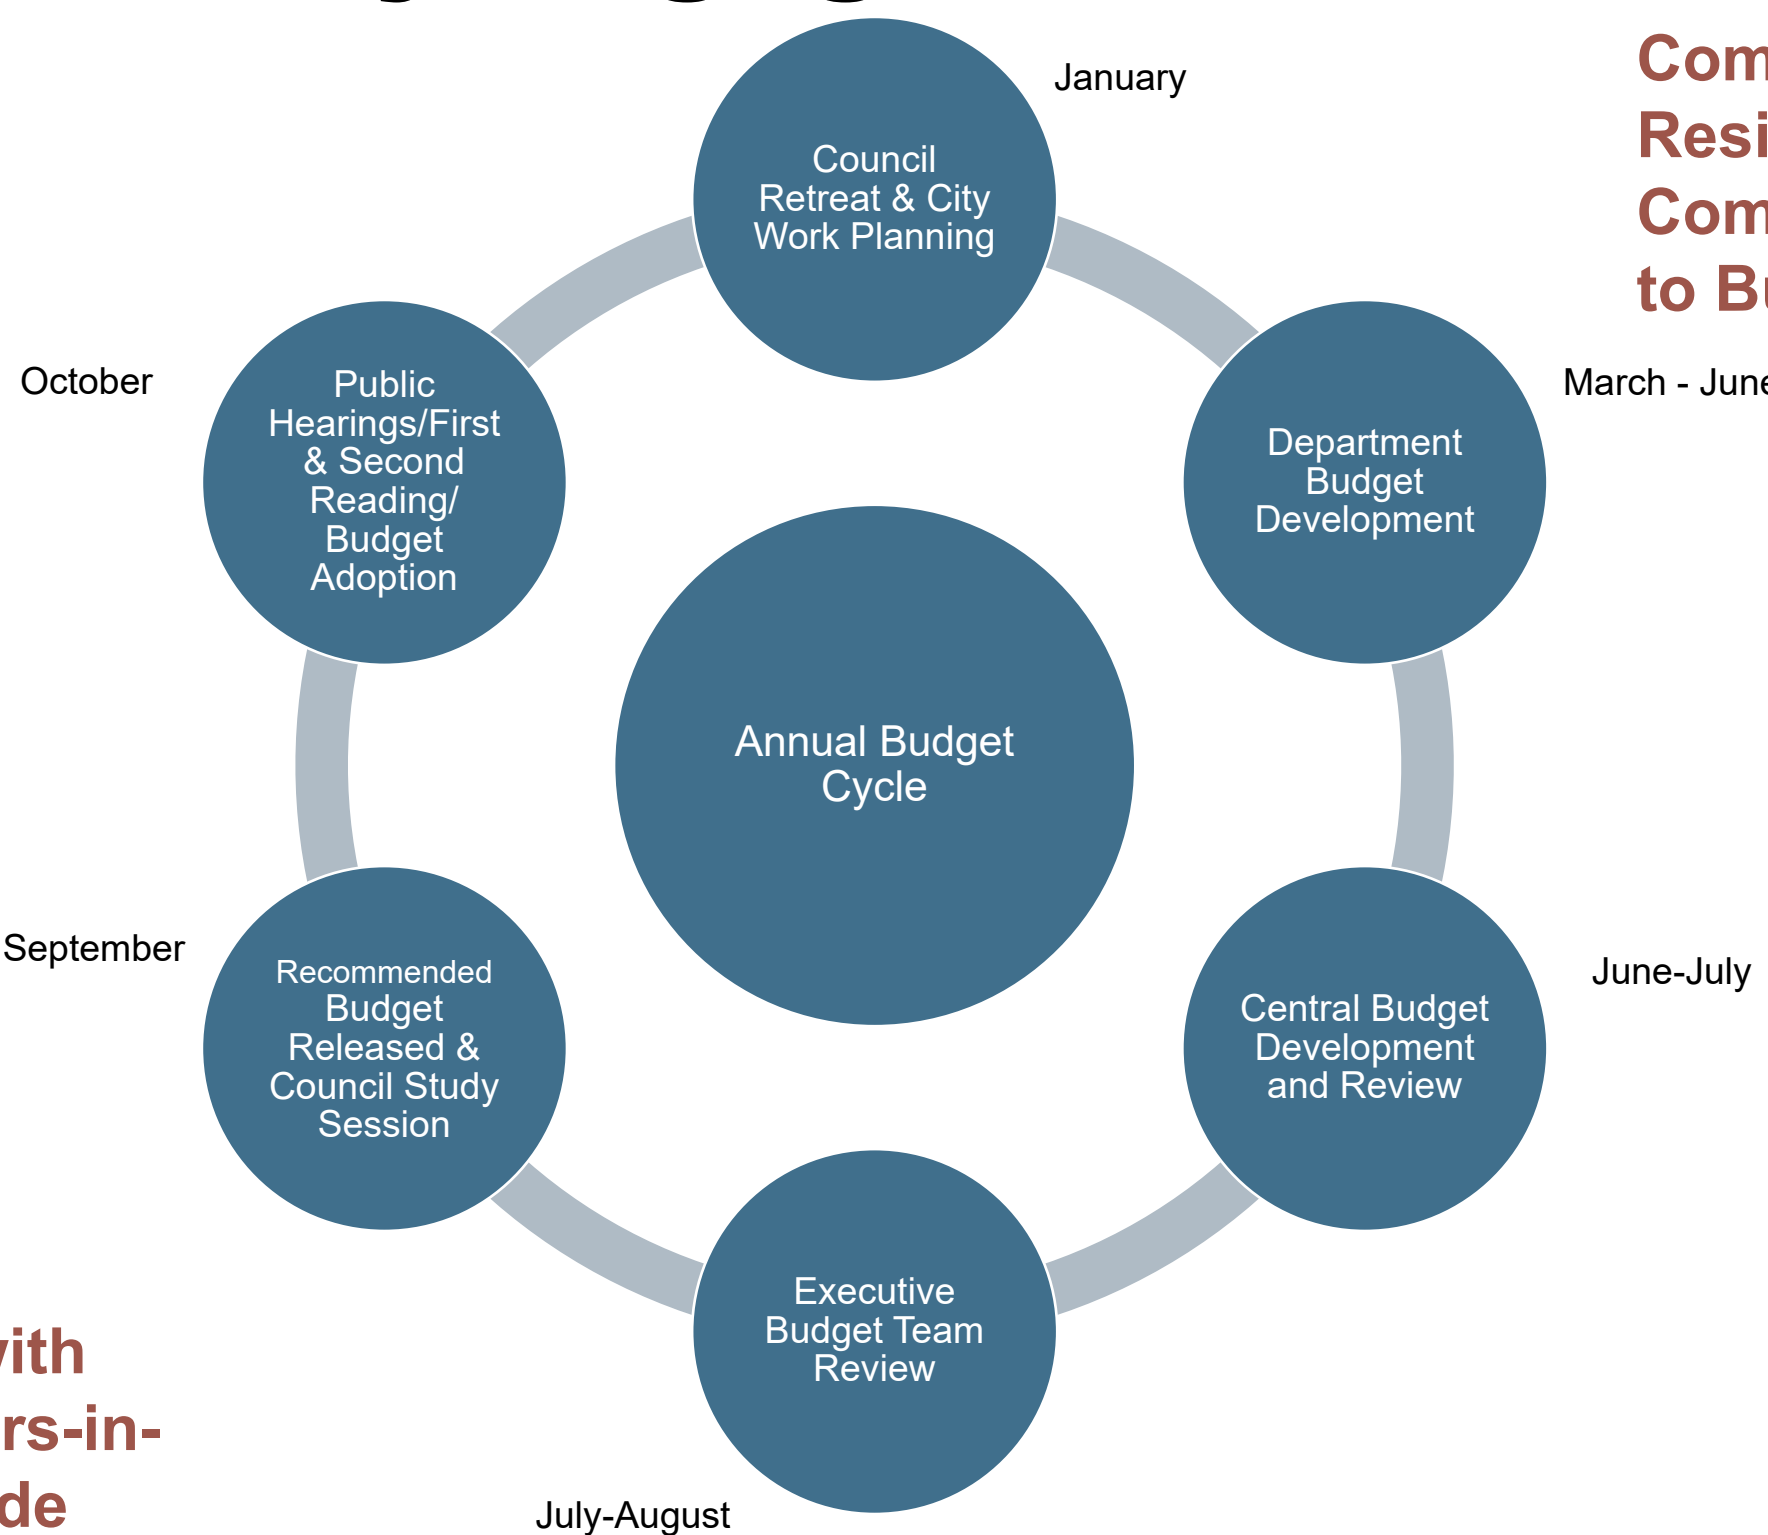 January
Council
Retreat & City
Work Planning
to
March - June
Department
Budget
Development
June-July
Central Budget
Development
and Review
July-August
Executive
Budget Team
Review
September
Recommended
Budget
Released &
Council Study
Session
October
Public
Hearings/First
& Second
Reading/
Budget
Adoption
Annual Budget
Cycle